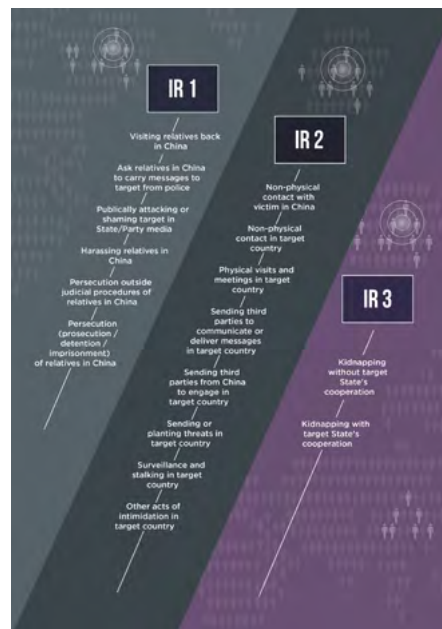 IR 1
Visiting relatives back
in China
Ask relatives in China
to carry messages to
target from police
Publically attacking or
shaming target in
State/Party media
Harassing relatives in
China
Persecution outside
judicial procedures of
relatives in China
Persecution
(prosecution /
detention /
imprisonment)
of relatives in China
IR 2
Non-physical
contact with
victim in China
Non-physical
contact in target
country
Physical visits and
meetings in target
country
Sending third
parties to
communicate or
deliver messages
in target country
Sending third
parties from China
to engage in
target country
Sending or
planting threats in
target country
Surveillance and
stalking in target
country
Other acts of
intimidation in
target country
IR 3
Kidnapping
without target
State's
cooperation
Kidnapping with
target State's
cooperation